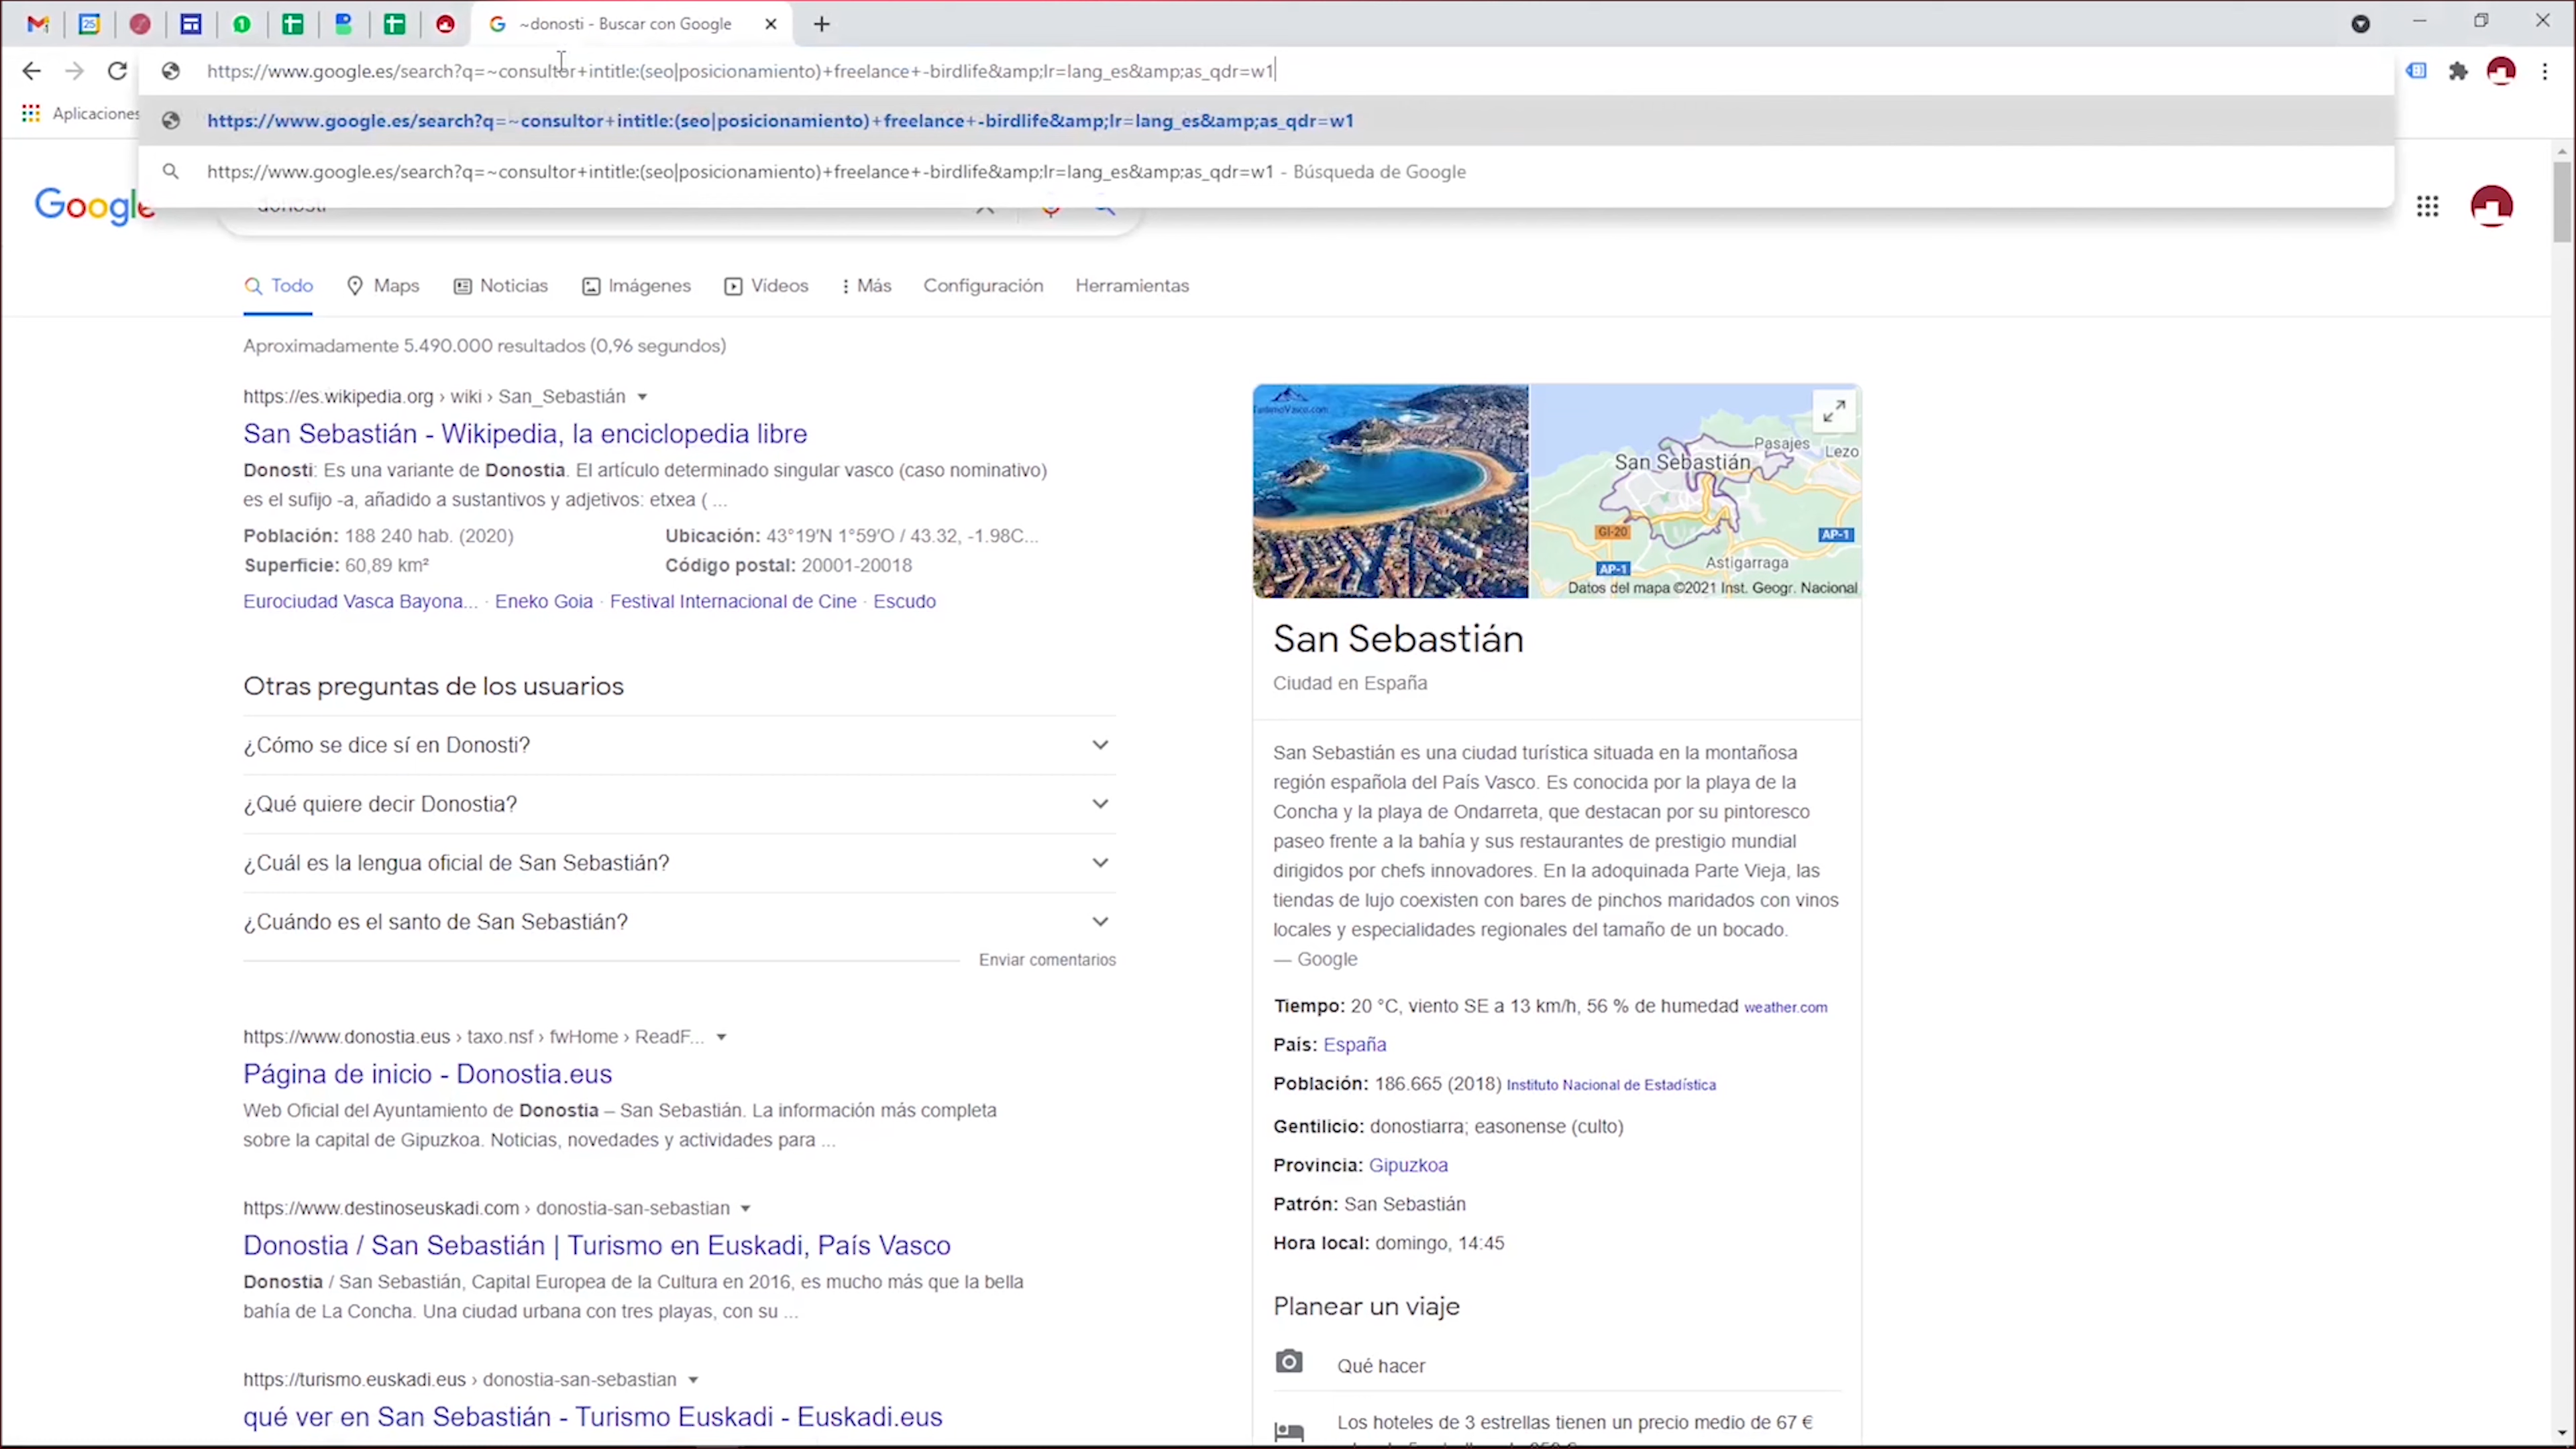 25
1
~donosti - Buscar con Google
https://www.google.es/search?q=~consultor+intitle:(seo|posicionamiento)+freelance+-birdlife&amp;lr=lang_es&amp;as_qdr=w1
Aplicaciones
https://www.google.es/search?q=~consultor+intitle:(seo|posicionamiento)+freelance+-birdlife&amp;lr=lang_es&amp;as_qdr=w1
https://www.google.es/search?q=~consultor+intitle:(seo|posicionamiento)+freelance+-birdlife&amp;lr=lang_es&amp;as_qdr=w1 - Búsqueda de Google
Google
~donosti
Todo
Maps
Noticias
Imágenes
Vídeos
Más
Configuración
Herramientas
Aproximadamente 5.490.000 resultados (0,96 segundos)
https://es.wikipedia.org › wiki › San_Sebastián
San Sebastián - Wikipedia, la enciclopedia libre
Donosti: Es una variante de Donostia. El artículo determinado singular vasco (caso nominativo)
es el sufijo -a, añadido a sustantivos y adjetivos: etxea ( ...
Población: 188 240 hab. (2020)
Ubicación: 43°19′N 1°59′O / 43.32, -1.98C...
Superficie: 60,89 km²
Código postal: 20001-20018
Eurociudad Vasca Bayona... · Eneko Goia · Festival Internacional de Cine · Escudo
Otras preguntas de los usuarios
¿Cómo se dice sí en Donosti?
¿Qué quiere decir Donostia?
¿Cuál es la lengua oficial de San Sebastián?
¿Cuándo es el santo de San Sebastián?
Enviar comentarios
https://www.donostia.eus › taxo.nsf › fwHome › ReadF...
Página de inicio - Donostia.eus
Web Oficial del Ayuntamiento de Donostia – San Sebastián. La información más completa
sobre la capital de Gipuzkoa. Noticias, novedades y actividades para ...
https://www.destinoseuskadi.com › donostia-san-sebastian
Donostia / San Sebastián | Turismo en Euskadi, País Vasco
Donostia / San Sebastián, Capital Europea de la Cultura en 2016, es mucho más que la bella
bahía de La Concha. Una ciudad urbana con tres playas, con su ...
https://turismo.euskadi.eus › donostia-san-sebastian
qué ver en San Sebastián - Turismo Euskadi - Euskadi.eus
TurismoVasco.com
Pasajes
Lezo
San Sebastián
GI-20
AP-1
AP-1
Astigarraga
Datos del mapa ©2021 Inst. Geogr. Nacional
San Sebastián
Ciudad en España
San Sebastián es una ciudad turística situada en la montañosa
región española del País Vasco. Es conocida por la playa de la
Concha y la playa de Ondarreta, que destacan por su pintoresco
paseo frente a la bahía y sus restaurantes de prestigio mundial
dirigidos por chefs innovadores. En la adoquinada Parte Vieja, las
tiendas de lujo coexisten con bares de pinchos maridados con vinos
locales y especialidades regionales del tamaño de un bocado.
— Google
Tiempo: 20 °C, viento SE a 13 km/h, 56 % de humedad weather.com
País: España
Población: 186.665 (2018) Instituto Nacional de Estadística
Gentilicio: donostiarra; easonense (culto)
Provincia: Gipuzkoa
Patrón: San Sebastián
Hora local: domingo, 14:45
Planear un viaje
Qué hacer
Los hoteles de 3 estrellas tienen un precio medio de 67 €